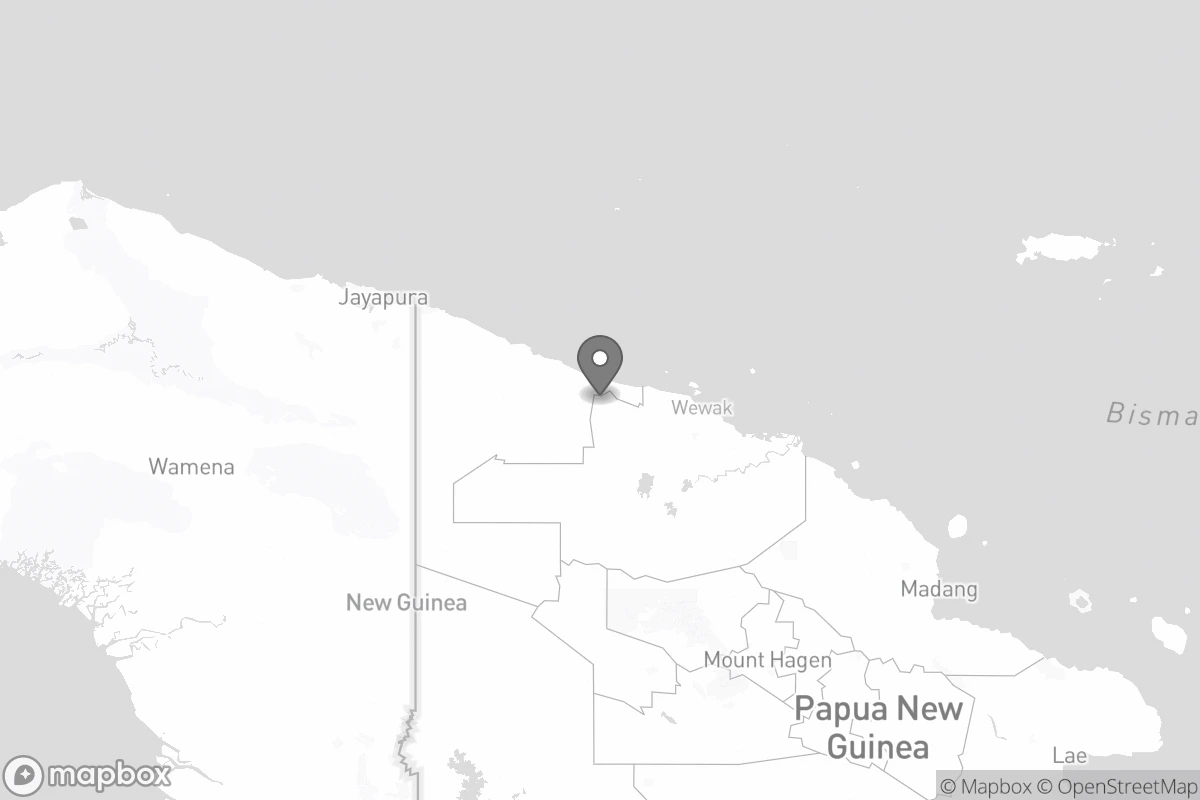 Jayapura
Wewak
Bisma
Wamena
Madang
New Guinea
Mount Hagen
Papua New
Guinea
Lae
mapbox
© Mapbox © OpenStreetMap